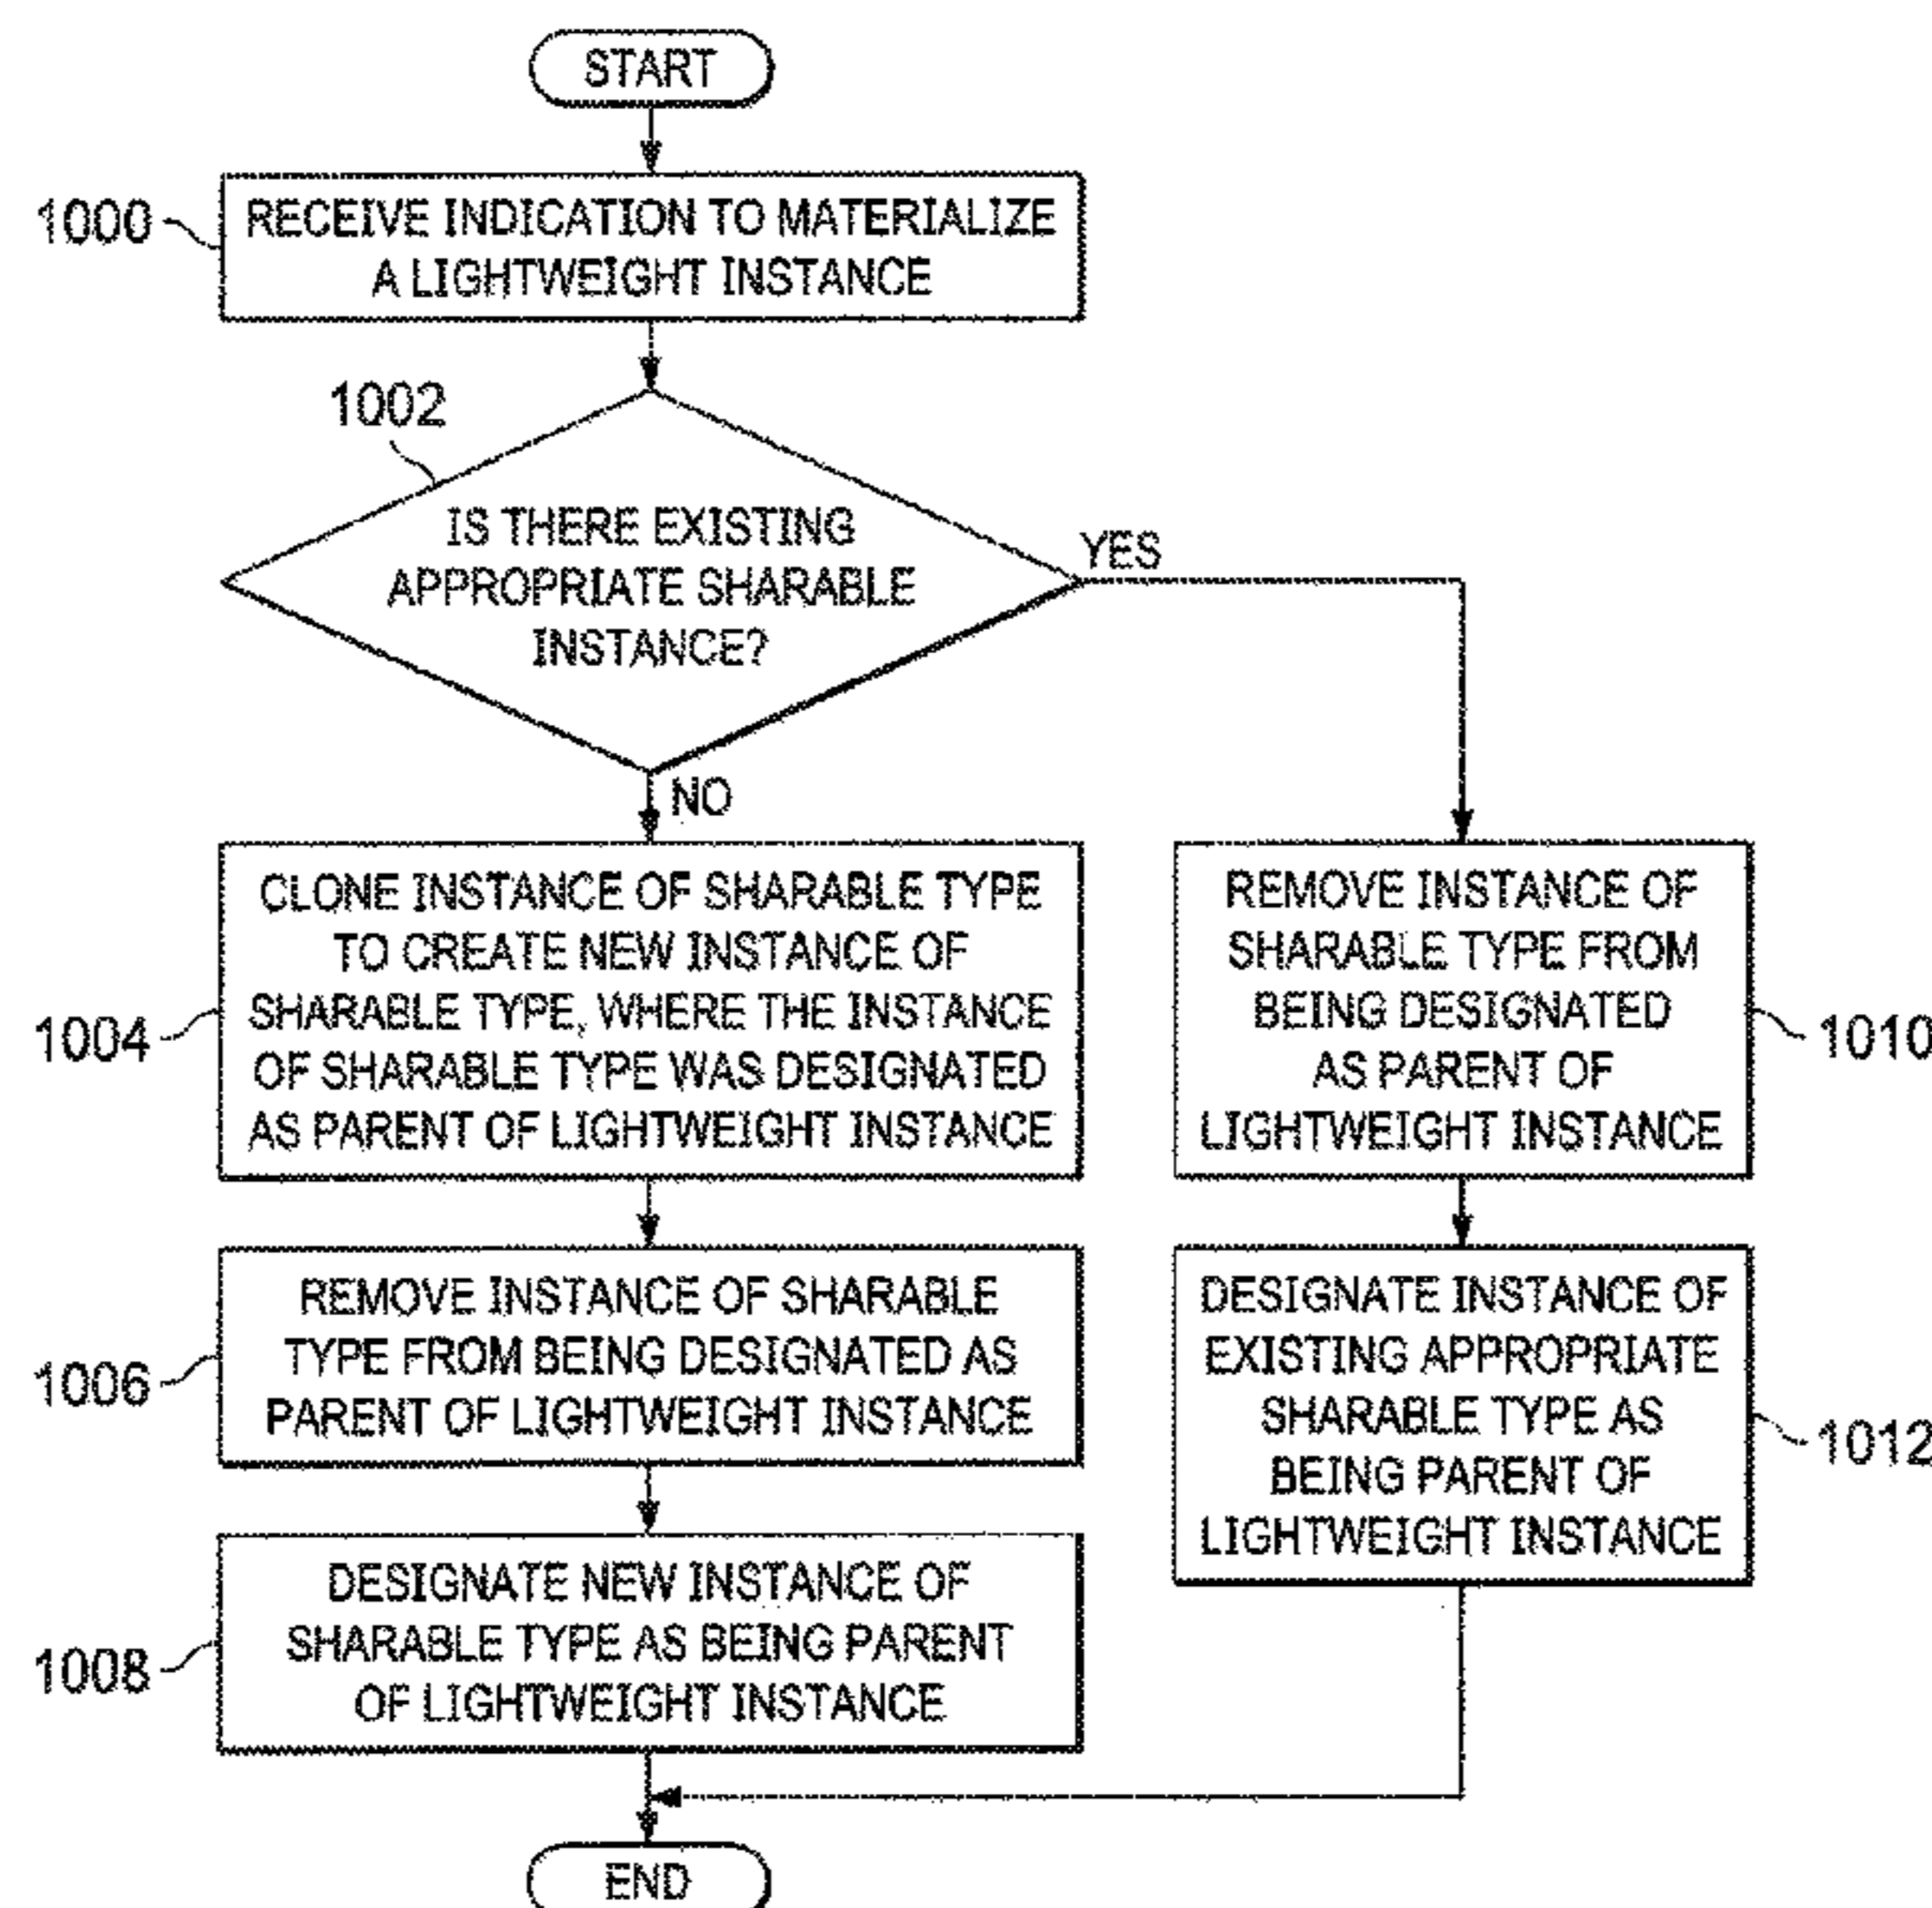 START
1000
RECEIVE INDICATION TO MATERIALIZE
A LIGHTWEIGHT INSTANCE
1002
IS THERE EXISTING
APPROPRIATE SHARABLE
INSTANCE?
YES
NO
1004
CLONE INSTANCE OF SHARABLE TYPE
TO CREATE NEW INSTANCE OF
SHARABLE TYPE, WHERE THE INSTANCE
OF SHARABLE TYPE WAS DESIGNATED
AS PARENT OF LIGHTWEIGHT INSTANCE
REMOVE INSTANCE OF
SHARABLE TYPE FROM
BEING DESIGNATED
AS PARENT OF
LIGHTWEIGHT INSTANCE
1010
1006
REMOVE INSTANCE OF SHARABLE
TYPE FROM BEING DESIGNATED AS
PARENT OF LIGHTWEIGHT INSTANCE
DESIGNATE INSTANCE OF
EXISTING APPROPRIATE
SHARABLE TYPE AS
BEING PARENT OF
LIGHTWEIGHT INSTANCE
1012
1008
DESIGNATE NEW INSTANCE OF
SHARABLE TYPE AS BEING PARENT
OF LIGHTWEIGHT INSTANCE
END